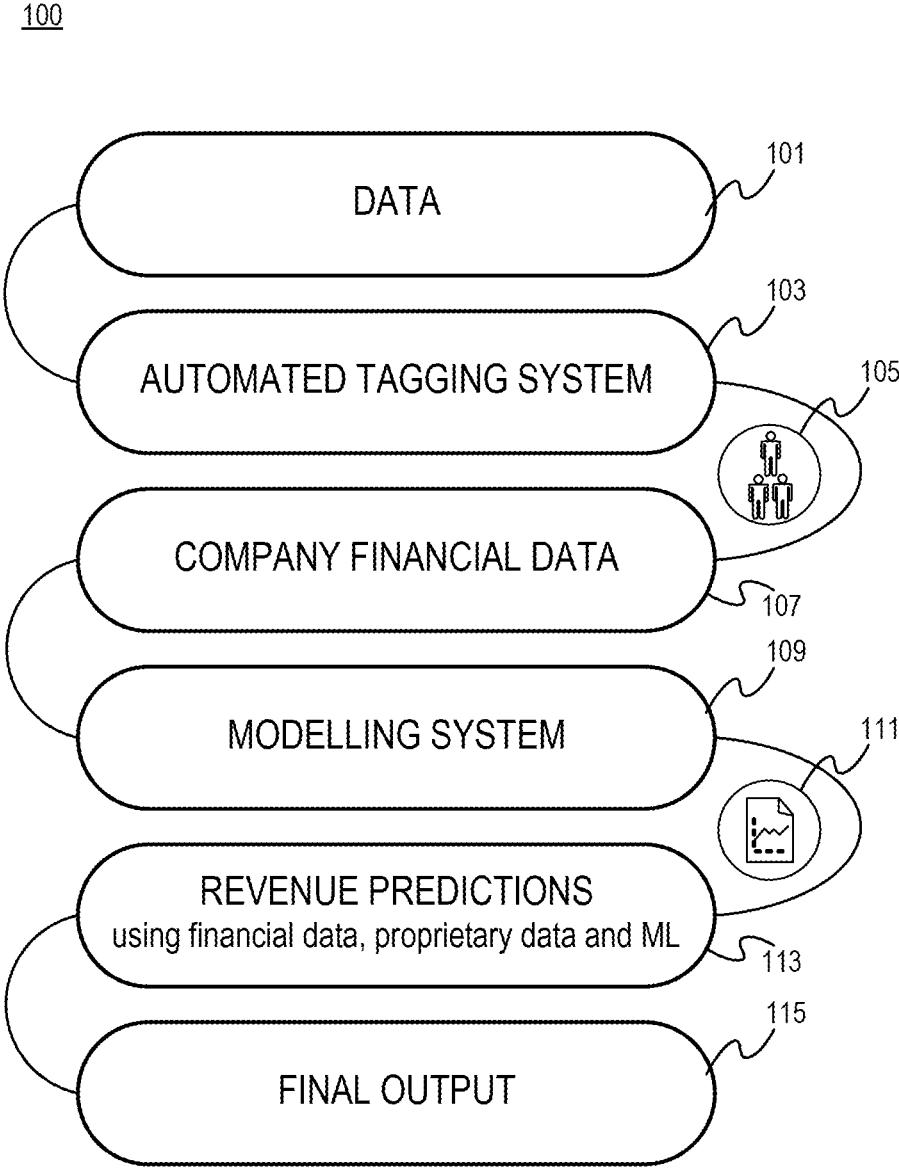 100
DATA
101
103
AUTOMATED TAGGING SYSTEM
105
COMPANY FINANCIAL DATA
107
109
MODELLING SYSTEM
111
REVENUE PREDICTIONS
using financial data, proprietary data and ML
113
115
FINAL OUTPUT